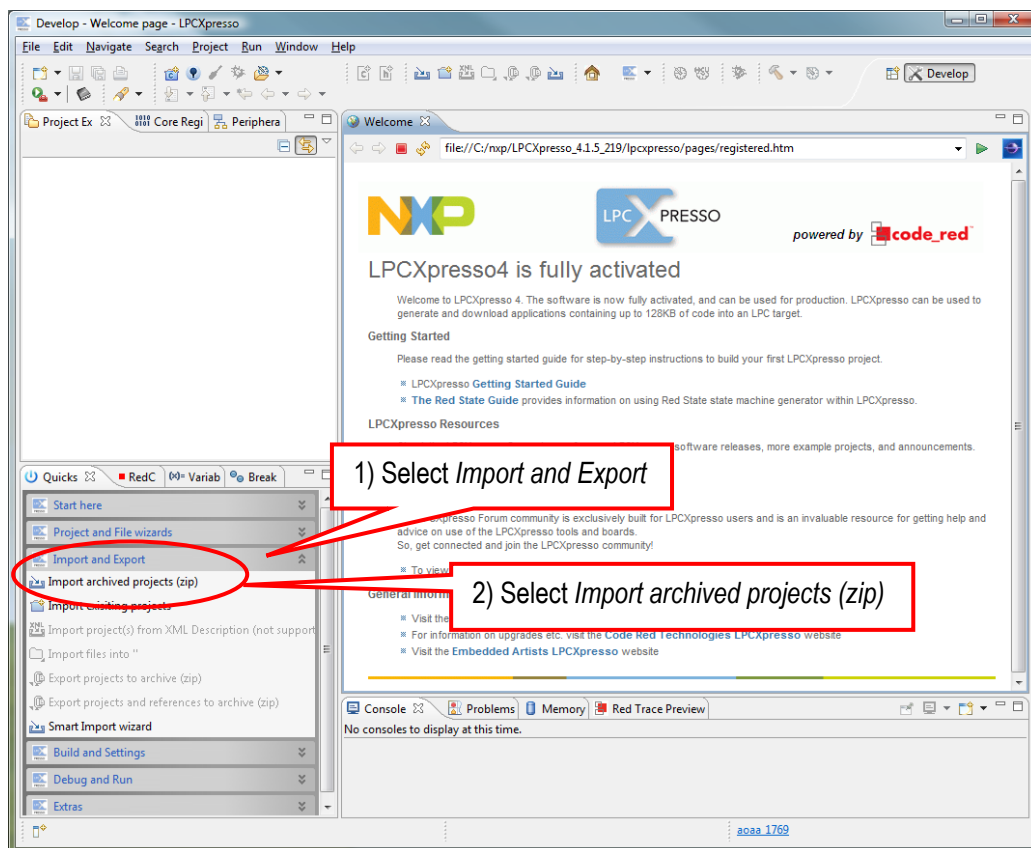 Develop - Welcome page - LPCXpresso
File Edit Navigate Search Project Run Window Help
Develop
Project Ex
Core Regi
Periphera
Welcome
file://C:/nxp/LPCXpresso_4.1.5_219/lpcxpresso/pages/registered.htm
NXP
LPC XPRESSO
powered by code_red
LPCXpresso4 is fully activated
Welcome to LPCXpresso 4. The software is now fully activated, and can be used for production. LPCXpresso can be used to
generate and download applications containing up to 128KB of code into an LPC target.
Getting Started
Please read the getting started guide for step-by-step instructions to build your first LPCXpresso project.
LPCXpresso Getting Started Guide
The Red State Guide provides information on using Red State state machine generator within LPCXpresso.
LPCXpresso Resources
software releases, more example projects, and announcements.
1) Select Import and Export
xpresso Forum community is exclusively built for LPCXpresso users and is an invaluable resource for getting help and
advice on use of the LPCXpresso tools and boards.
So, get connected and join the LPCXpresso community!
To view
2) Select Import archived projects (zip)
General Inform
Visit the
For information on upgrades etc. visit the Code Red Technologies LPCXpresso website
Visit the Embedded Artists LPCXpresso website
Quicks
RedC
(x)= Variab
Break
Start here
Project and File wizards
Import and Export
Import archived projects (zip)
Import exisiting projects
Import project(s) from XML Description (not support
Import files into ''
Export projects to archive (zip)
Export projects and references to archive (zip)
Smart Import wizard
Build and Settings
Debug and Run
Extras
Console
Problems
Memory
Red Trace Preview
No consoles to display at this time.
aoaa 1769